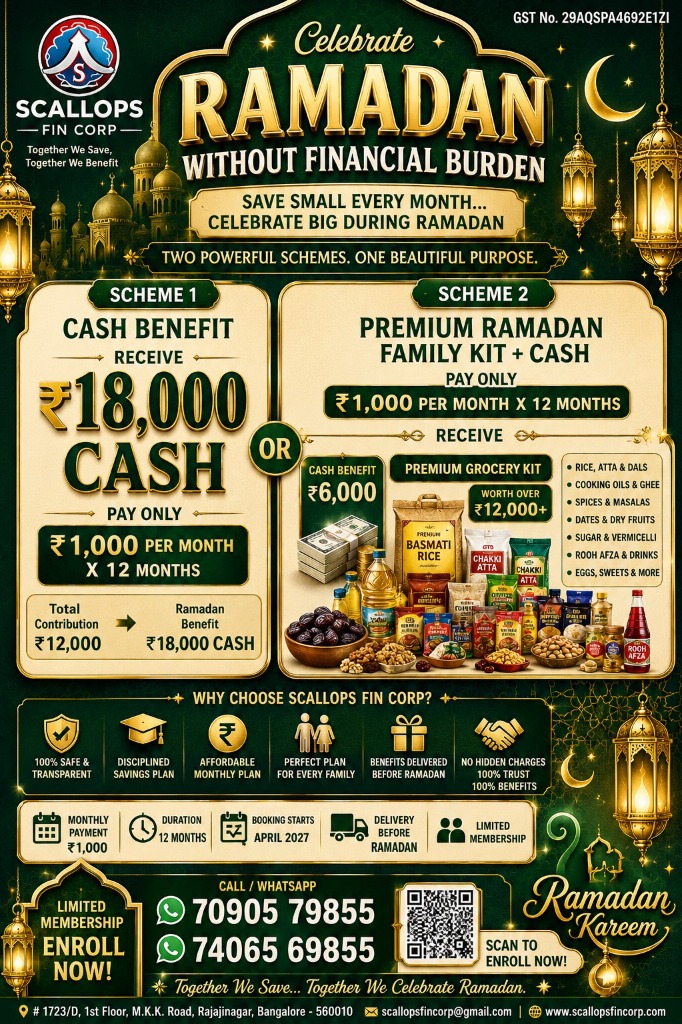 GST No. 29AQSPA4692E1ZI
S
SCALLOPS
FIN CORP
Together We Save,
Together We Benefit
Celebrate
RAMADAN
WITHOUT FINANCIAL BURDEN
SAVE SMALL EVERY MONTH...
CELEBRATE BIG DURING RAMADAN
TWO POWERFUL SCHEMES. ONE BEAUTIFUL PURPOSE.
SCHEME 1
CASH BENEFIT
RECEIVE
₹18,000
CASH
PAY ONLY
₹1,000 PER MONTH
X 12 MONTHS
Total
Contribution
₹12,000
Ramadan
Benefit
₹18,000 CASH
OR
SCHEME 2
PREMIUM RAMADAN
FAMILY KIT + CASH
PAY ONLY
₹1,000 PER MONTH X 12 MONTHS
RECEIVE
CASH BENEFIT
₹6,000
PREMIUM GROCERY KIT
WORTH OVER
₹12,000+
• RICE, ATTA & DALS
• COOKING OILS & GHEE
• SPICES & MASALAS
• DATES & DRY FRUITS
• SUGAR & VERMICELLI
• ROOH AFZA & DRINKS
• EGGS, SWEETS & MORE
PREMIUM
BASMATI
RICE
CHAKKI
ATTA
CHAKKI
ATTA
ROOH
AFZA
WHY CHOOSE SCALLOPS FIN CORP?
100% SAFE &
TRANSPARENT
DISCIPLINED
SAVINGS PLAN
₹
AFFORDABLE
MONTHLY PLAN
PERFECT PLAN
FOR EVERY FAMILY
BENEFITS DELIVERED
BEFORE RAMADAN
NO HIDDEN CHARGES
100% TRUST
100% BENEFITS
MONTHLY
PAYMENT
₹1,000
DURATION
12 MONTHS
BOOKING STARTS
APRIL 2027
DELIVERY
BEFORE
RAMADAN
LIMITED
MEMBERSHIP
LIMITED
MEMBERSHIP
ENROLL
NOW!
CALL / WHATSAPP
70905 79855
74065 69855
SCAN TO
ENROLL NOW!
Ramadan
Kareem
Together We Save... Together We Celebrate Ramadan.
# 1723/D, 1st Floor, M.K.K. Road, Rajajinagar, Bangalore - 560010
scallopsfincorp@gmail.com
www.scallopsfincorp.com